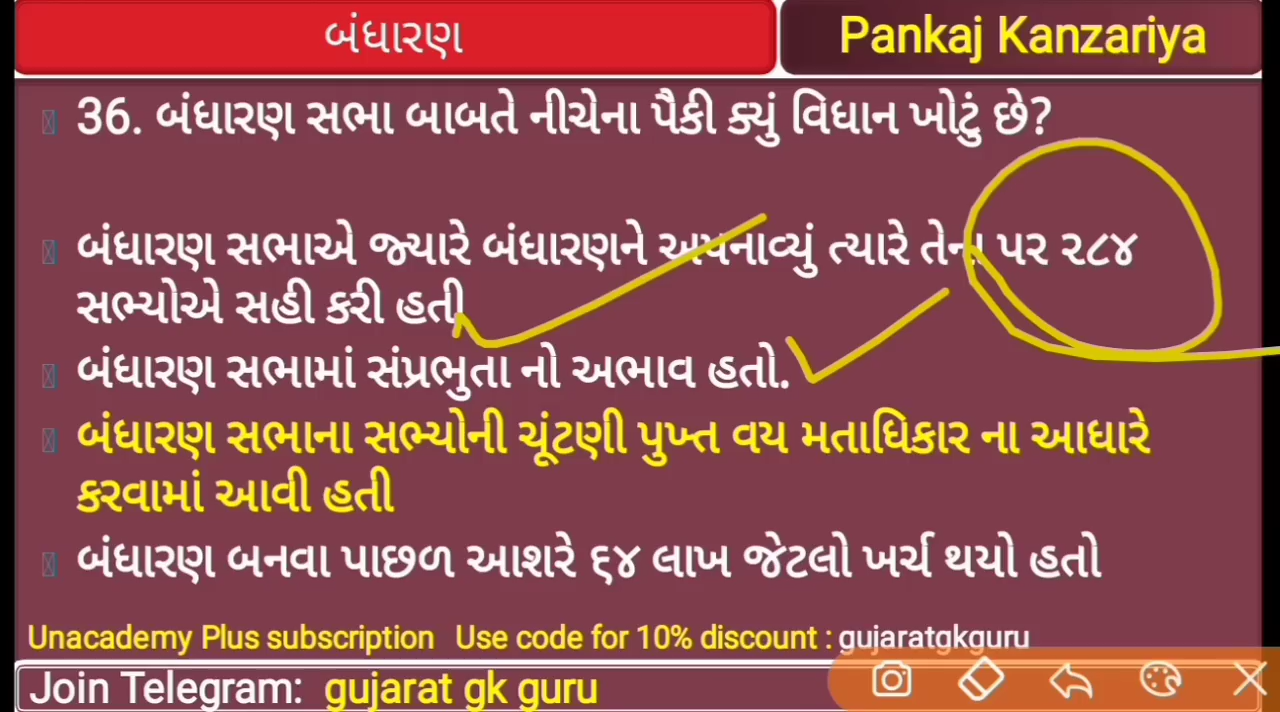 બંધારણ
Pankaj Kanzariya
36. બંધારણ સભા બાબતે નીચેના પૈકી ક્યું વિધાન ખોટું છે?
બંધારણ સભાએ જ્યારે બંધારણને અપનાવ્યું ત્યારે તેના પર ૨૮૪
સભ્યોએ સહી કરી હતી
બંધારણ સભામાં સંપ્રભુતા નો અભાવ હતો.
બંધારણ સભાના સભ્યોની ચૂંટણી પુખ્ત વય મતાધિકાર ના આધારે
કરવામાં આવી હતી
બંધારણ બનવા પાછળ આશરે ૬૪ લાખ જેટલો ખર્ચ થયો હતો
Unacademy Plus subscription Use code for 10% discount : gujaratgkguru
Join Telegram: gujarat gk guru